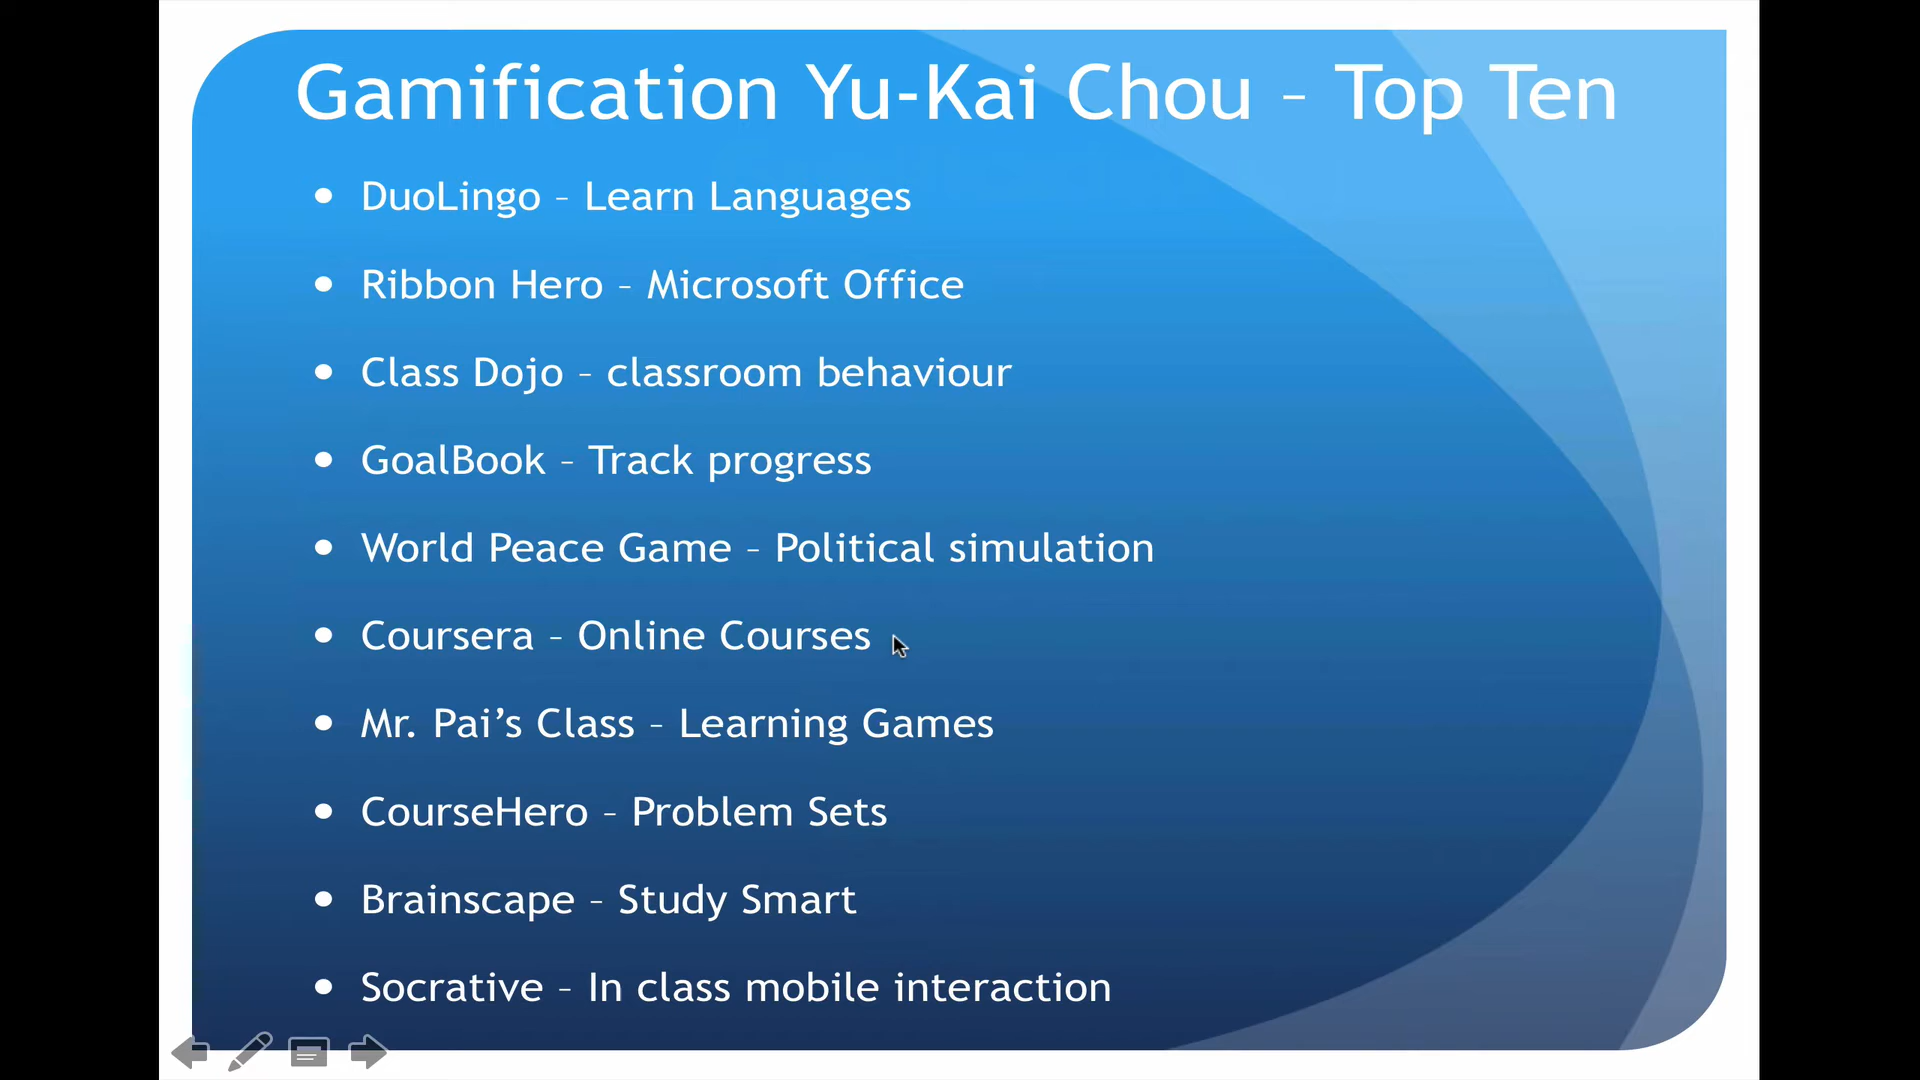 Gamification Yu-Kai Chou – Top Ten
• DuoLingo – Learn Languages
• Ribbon Hero – Microsoft Office
• Class Dojo – classroom behaviour
• GoalBook – Track progress
• World Peace Game – Political simulation
• Coursera – Online Courses
• Mr. Pai’s Class – Learning Games
• CourseHero – Problem Sets
• Brainscape – Study Smart
• Socrative – In class mobile interaction